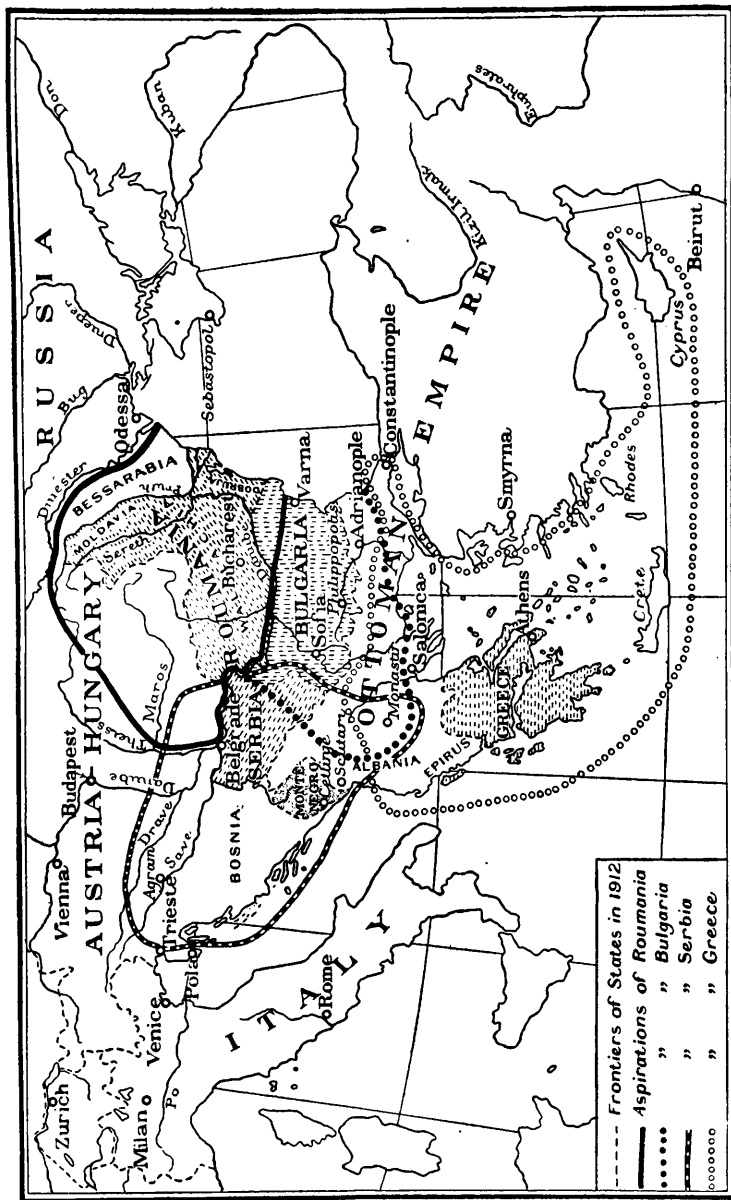 RUSSIA
Don
Kuban
Dnieper
Bug
Odessa
Sebastopol
Dniester
BESSARABIA
Pruth
MOLDAVIA
Sereth
ROUMANIA
Bucharest
Danube
Varna
AUSTRIA-HUNGARY
Budapest
Vienna
Theiss
Maros
Danube
Drave
Save
Agram
Trieste
Pola
Venice
Milan
Zurich
Po
Belgrade
SERBIA
BOSNIA
MONTE-
NEGRO
Cetinje
Scutari
ALBANIA
EPIRUS
BULGARIA
Sofia
Philippopolis
Adrianople
Constantinople
OTTOMAN
EMPIRE
Monastir
Salonica
GREECE
Athens
Smyrna
Rhodes
Crete
Cyprus
Beirut
Kizil Irmak
Euphrates
ITALY
Rome
Frontiers of States in 1912
Aspirations of Roumania
„ „ Bulgaria
„ „ Serbia
„ „ Greece